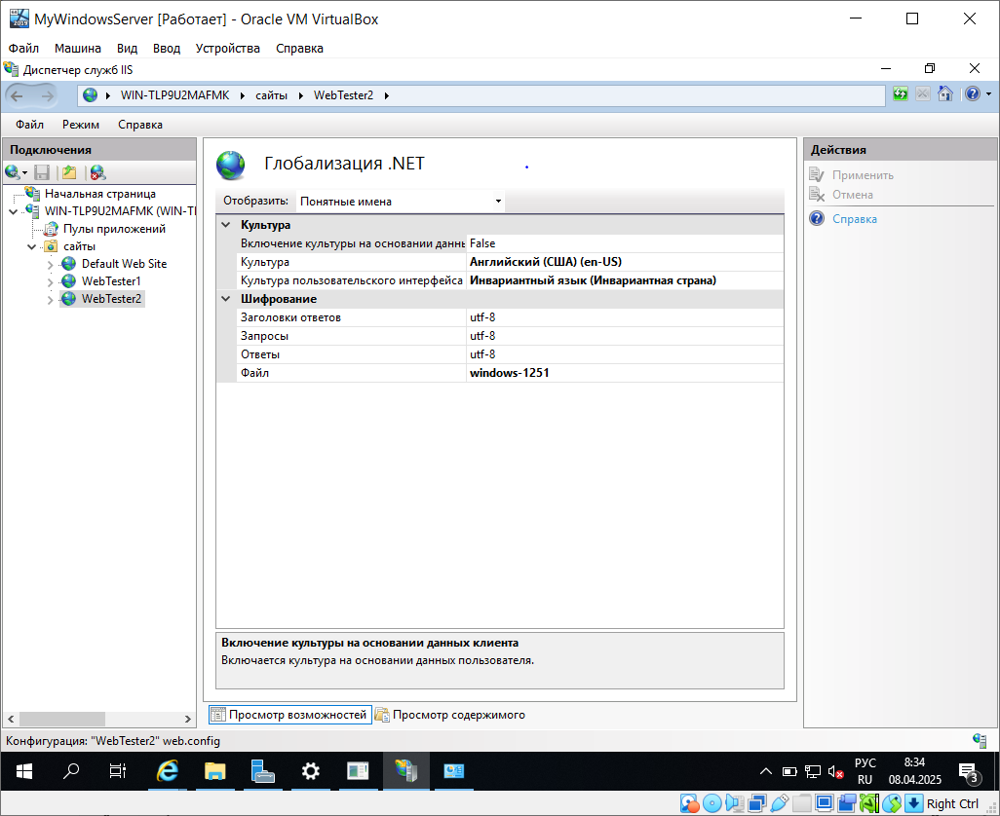 MyWindowsServer [Работает] - Oracle VM VirtualBox
Файл Машина Вид Ввод Устройства Справка
Диспетчер служб IIS
WIN-TLP9U2MAFMK сайты WebTester2
Файл Режим Справка
Подключения
Начальная страница
WIN-TLP9U2MAFMK (WIN-TI
Пулы приложений
сайты
Default Web Site
WebTester1
WebTester2
Глобализация .NET
Отобразить: Понятные имена
Культура
Включение культуры на основании данны False
Культура Английский (США) (en-US)
Культура пользовательского интерфейса Инвариантный язык (Инвариантная страна)
Шифрование
Заголовки ответов utf-8
Запросы utf-8
Ответы utf-8
Файл windows-1251
Включение культуры на основании данных клиента
Включается культура на основании данных пользователя.
Просмотр возможностей Просмотр содержимого
Действия
Применить
Отмена
Справка
Конфигурация: "WebTester2" web.config
РУС
RU
8:34
08.04.2025
3
Right Ctrl